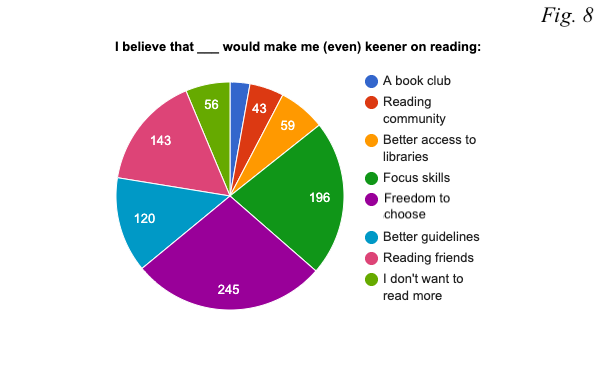 Fig. 8
I believe that ___ would make me (even) keener on reading:
56
43
59
143
196
120
245
A book club
Reading
community
Better access to
libraries
Focus skills
Freedom to
choose
Better guidelines
Reading friends
I don't want to
read more